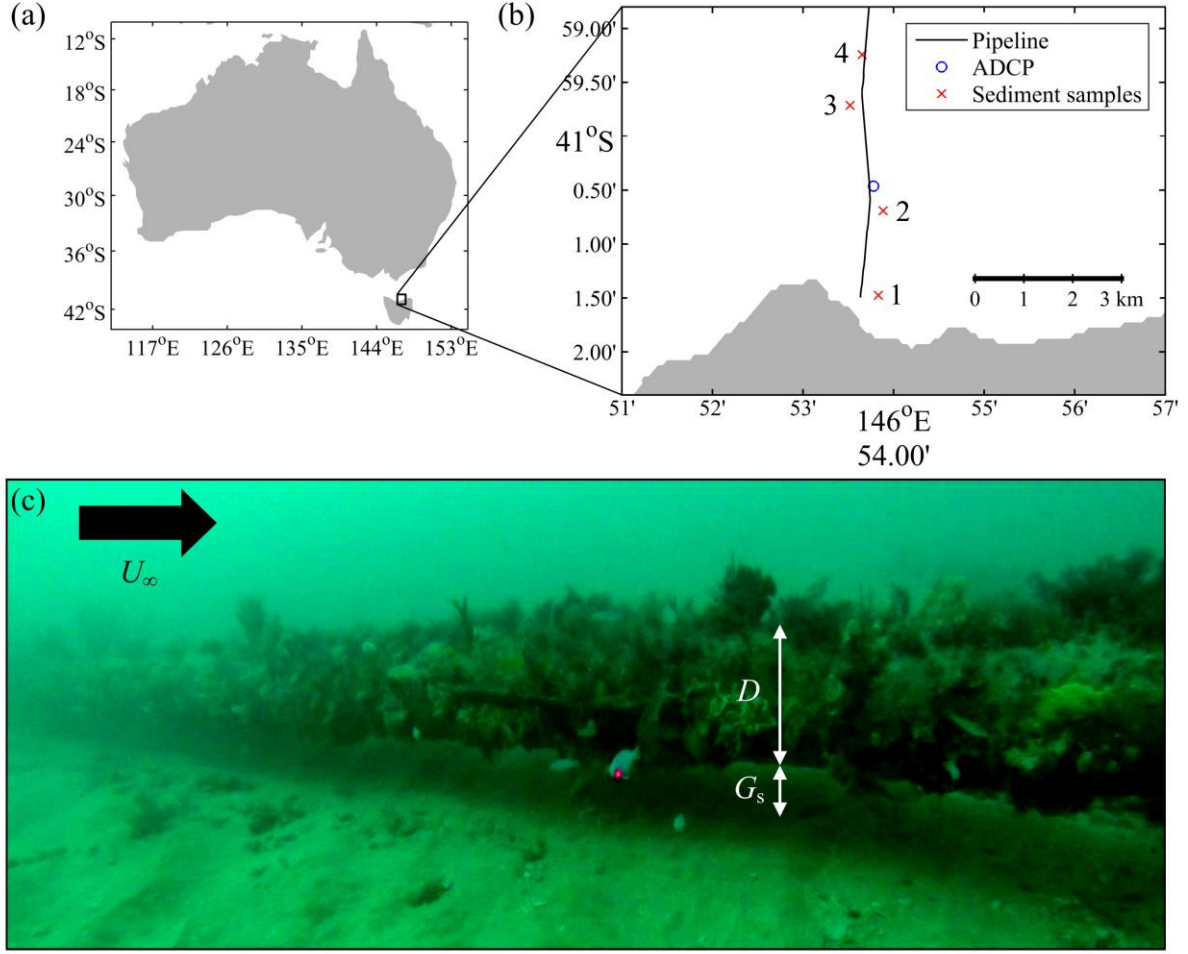 (a)
12°S
18°S
24°S
30°S
36°S
42°S
117°E 126°E 135°E 144°E 153°E
(b)
59.00'
59.50'
41°S
0.50'
1.00'
1.50'
2.00'
4
3
2
1
Pipeline
ADCP
Sediment samples
0 1 2 3 km
51' 52' 53' 146°E 55' 56' 57'
54.00'
(c)
U∞
D
Gs